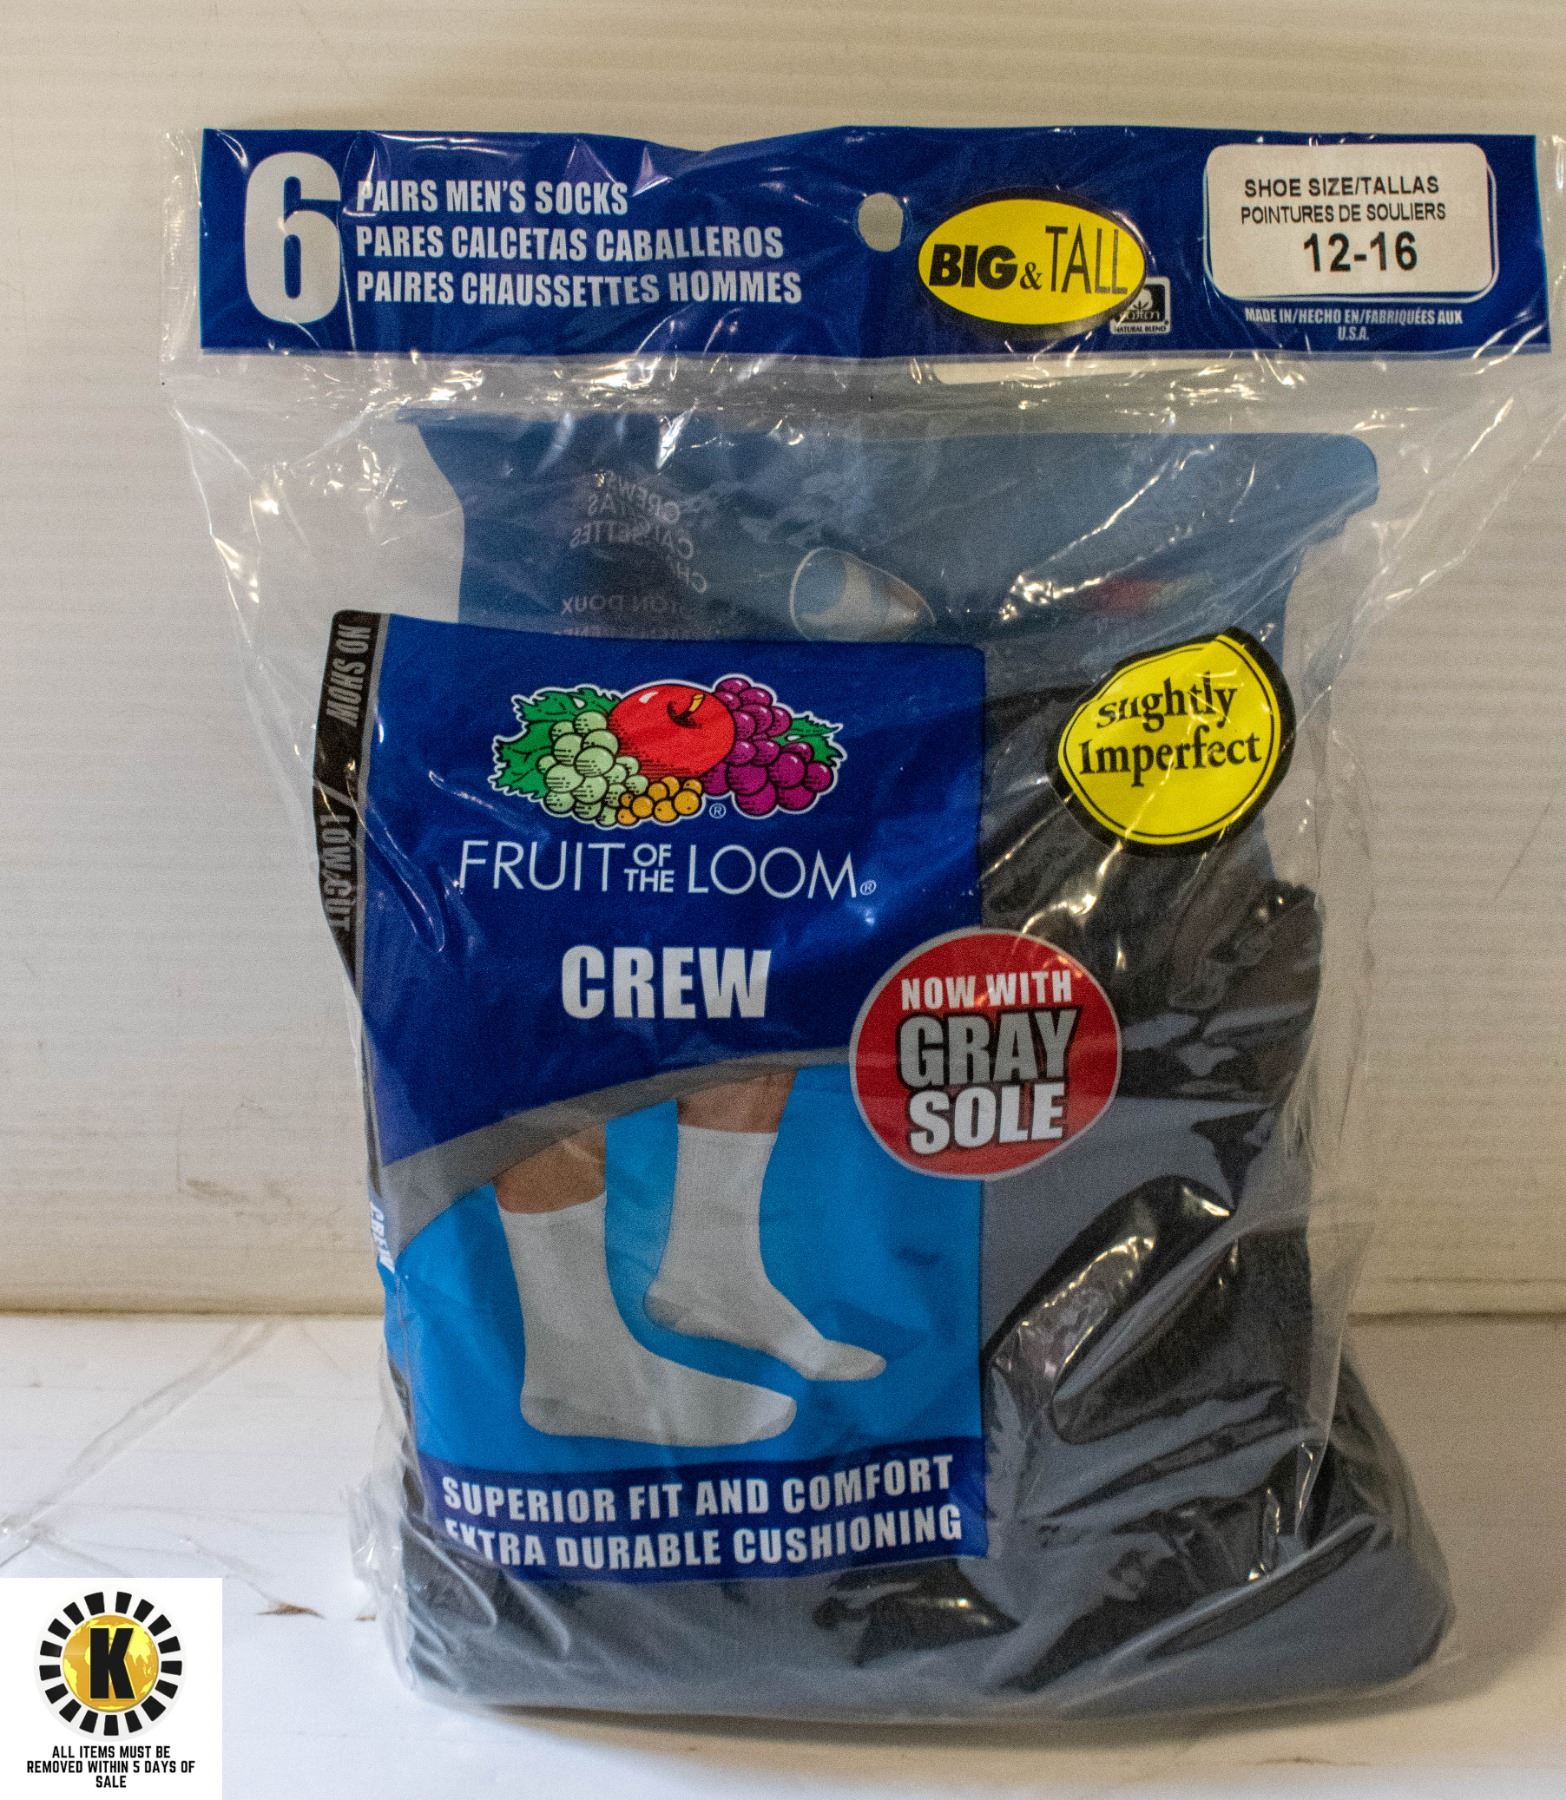 6
PAIRS MEN'S SOCKS
PARES CALCETAS CABALLEROS
PAIRES CHAUSSETTES HOMMES
BIG & TALL
NATURAL BLEND
SHOE SIZE/TALLAS
POINTURES DE SOULIERS
12-16
MADE IN/HECHO EN/FABRIQUÉES AUX
U.S.A.
NO SHOW / LOW CUT
CREW
FRUIT OF THE LOOM®
CREW
Slightly
Imperfect
NOW WITH
GRAY
SOLE
SUPERIOR FIT AND COMFORT
EXTRA DURABLE CUSHIONING
K
ALL ITEMS MUST BE
REMOVED WITHIN 5 DAYS OF
SALE